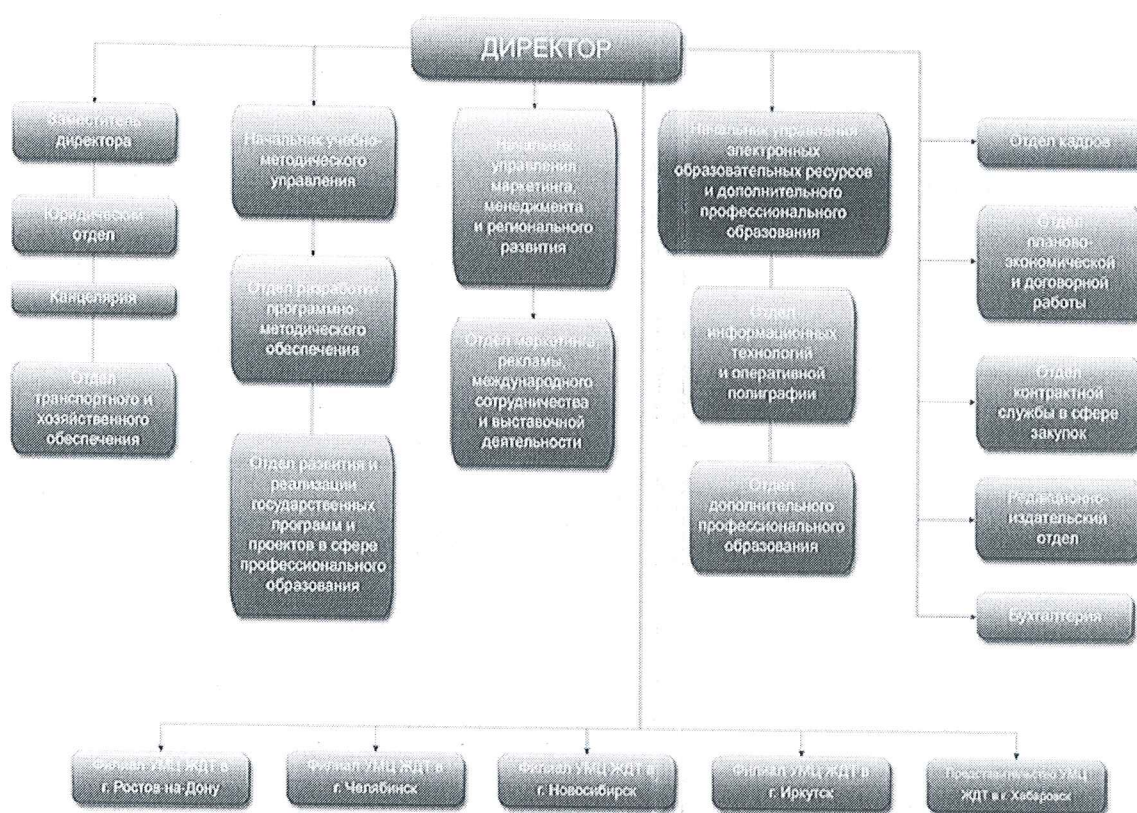 ДИРЕКТОР
Заместитель
директора
Юридический
отдел
Канцелярия
Отдел
транспортного и
хозяйственного
обеспечения
Начальник учебно-
методического
управления
Отдел разработки
программно-
методического
обеспечения
Отдел развития и
реализации
государственных
программ и
проектов в сфере
профессионального
образования
Начальник
управления
маркетинга,
менеджмента
и регионального
развития
Отдел маркетинга,
рекламы,
международного
сотрудничества
и выставочной
деятельности
Начальник управления
электронных
образовательных ресурсов
и дополнительного
профессионального
образования
Отдел
информационных
технологий
и оперативной
полиграфии
Отдел
дополнительного
профессионального
образования
Отдел кадров
Отдел
планово-
экономической
и договорной
работы
Отдел
контрактной
службы в сфере
закупок
Редакционно-
издательский
отдел
Бухгалтерия
Филиал УМЦ ЖДТ в
г. Ростов-на-Дону
Филиал УМЦ ЖДТ в
г. Челябинск
Филиал УМЦ ЖДТ в
г. Новосибирск
Филиал УМЦ ЖДТ в
г. Иркутск
Представительство УМЦ
ЖДТ в г. Хабаровск